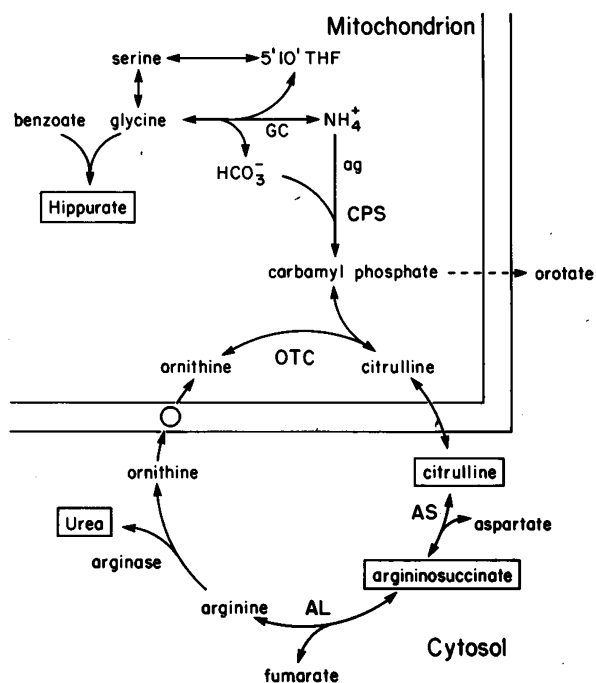 Mitochondrion
serine 5'10' THF
benzoate glycine GC NH4+
HCO3-
ag
Hippurate
CPS
carbamyl phosphate orotate
ornithine OTC citrulline
ornithine citrulline
Urea AS aspartate
arginase
argininosuccinate
arginine AL
Cytosol
fumarate